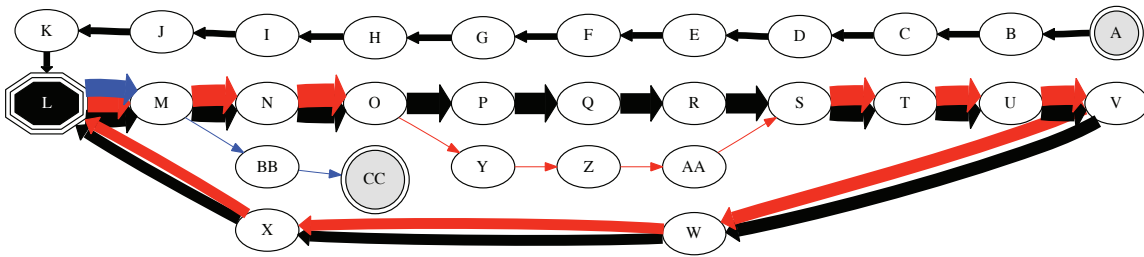 K J I H G F E D C B A
L M N O P Q R S T U V
BB CC Y Z AA
X W